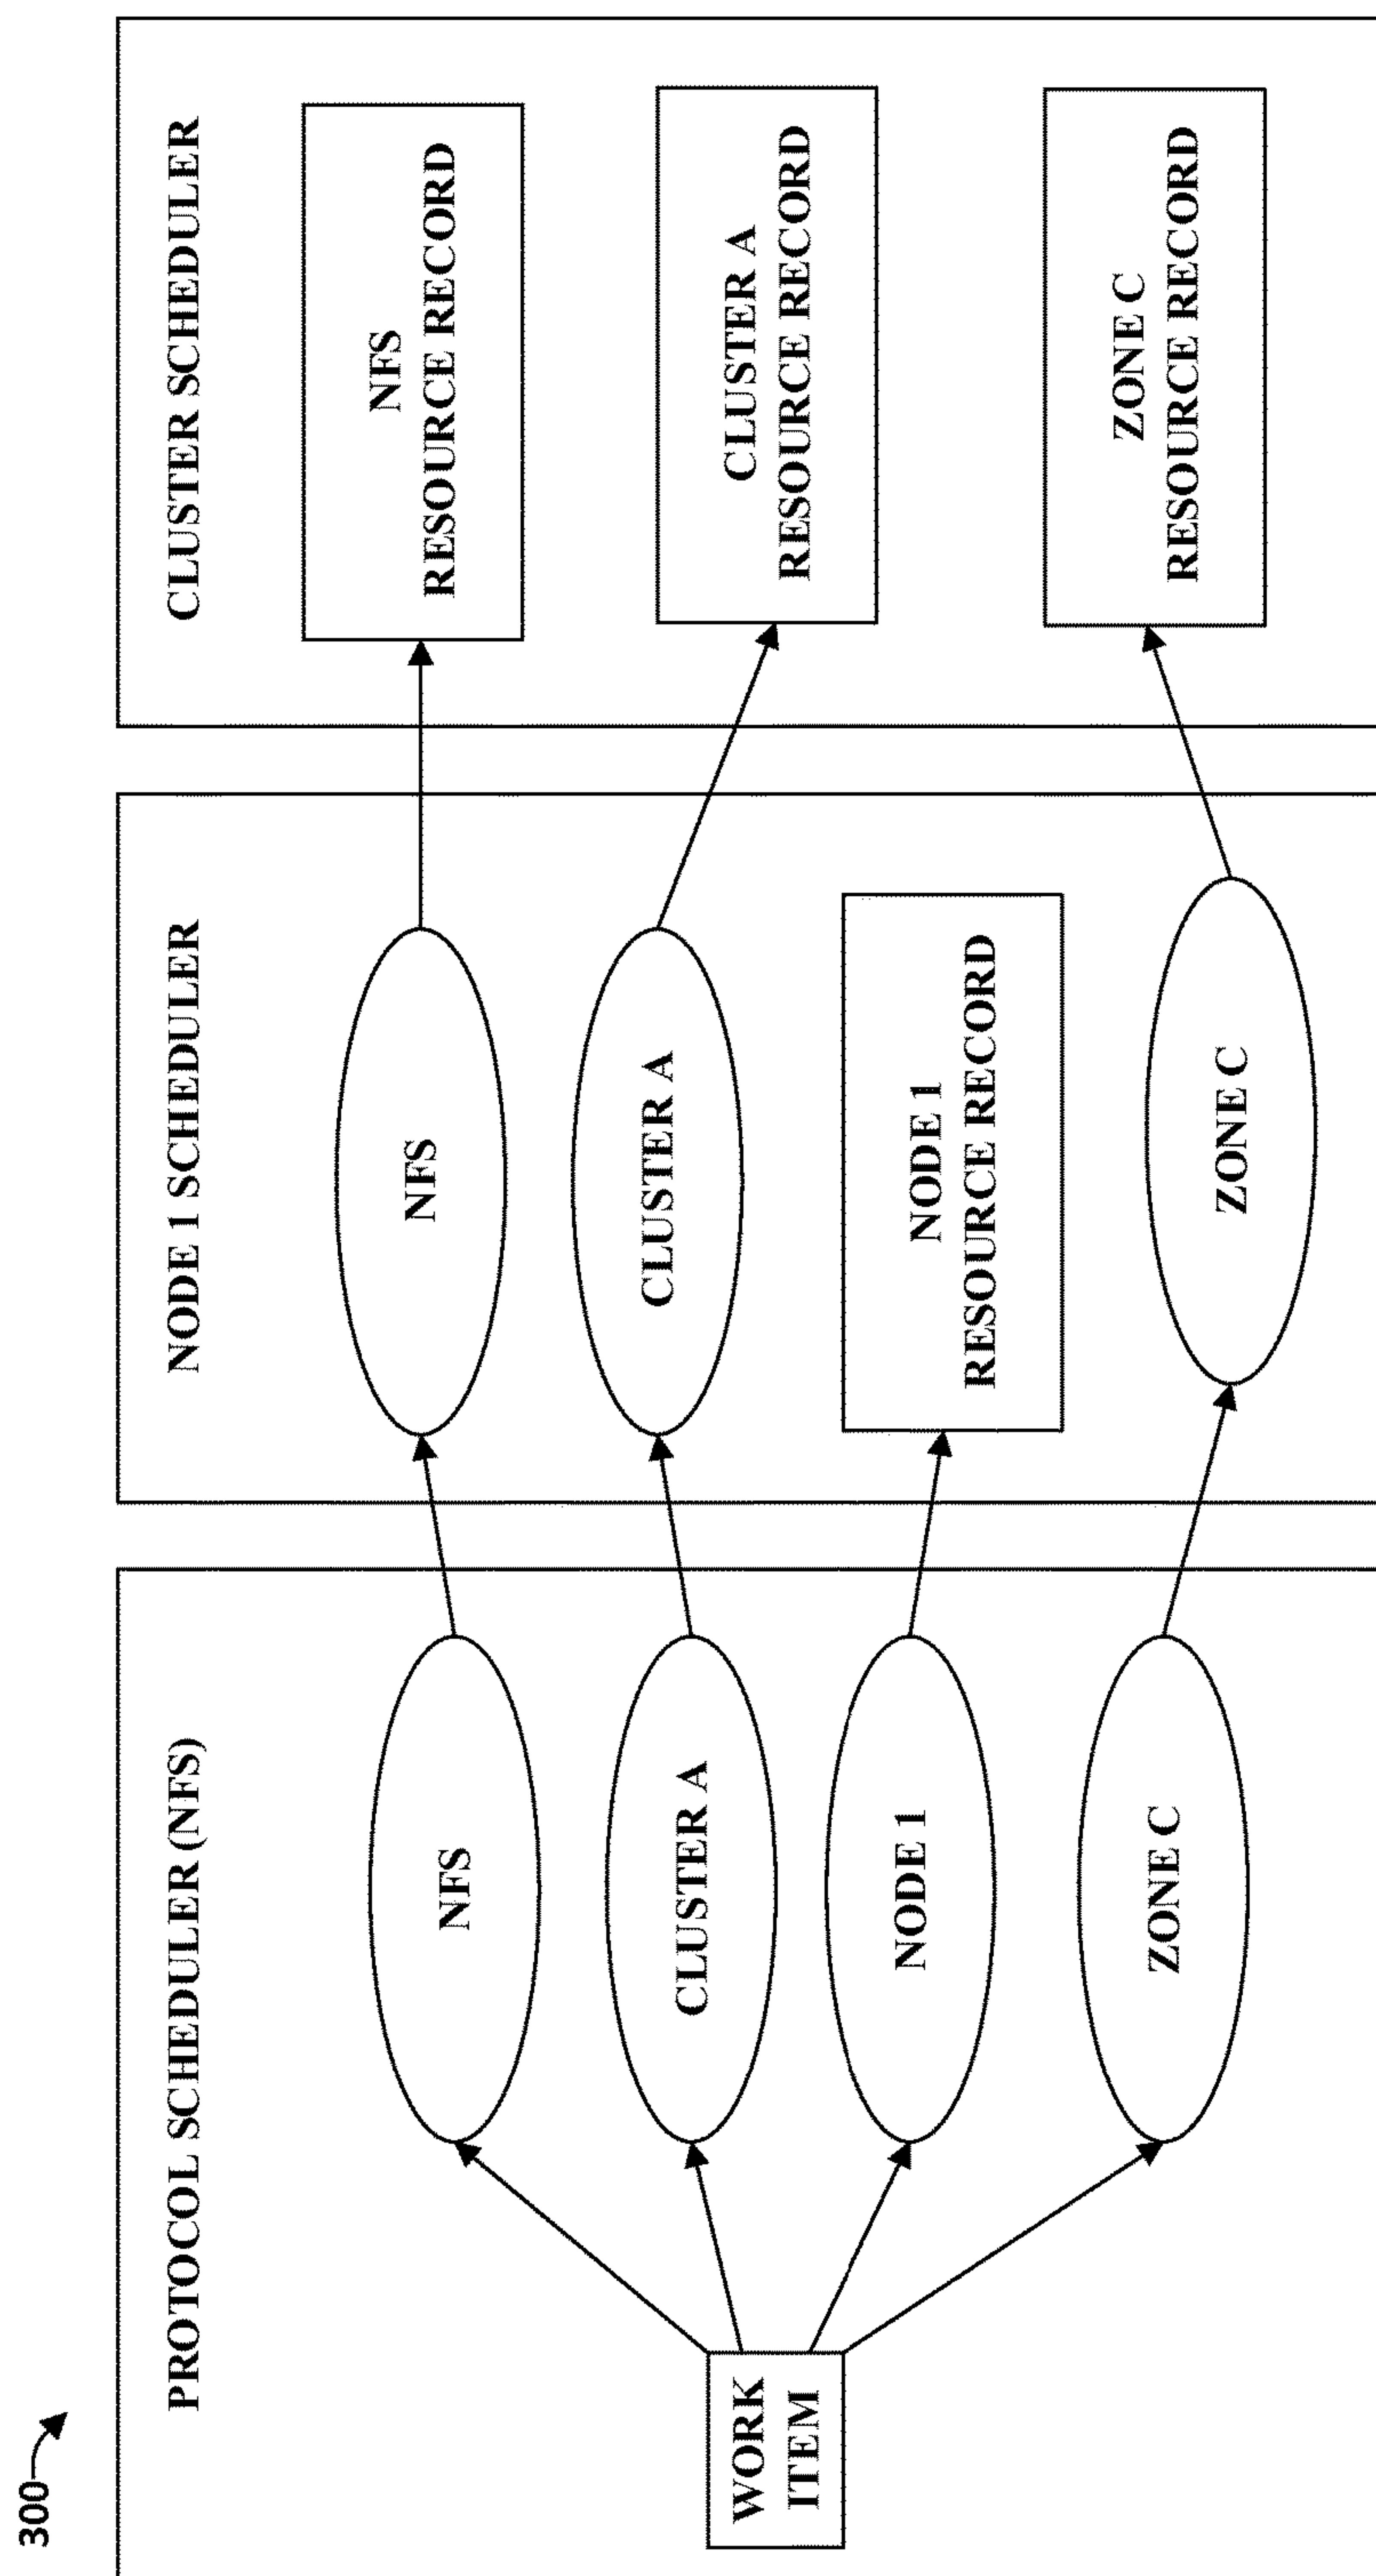 300
PROTOCOL SCHEDULER (NFS)
WORK
ITEM
NFS
CLUSTER A
NODE 1
ZONE C
NODE 1 SCHEDULER
NFS
CLUSTER A
NODE 1
RESOURCE RECORD
ZONE C
CLUSTER SCHEDULER
NFS
RESOURCE RECORD
CLUSTER A
RESOURCE RECORD
ZONE C
RESOURCE RECORD